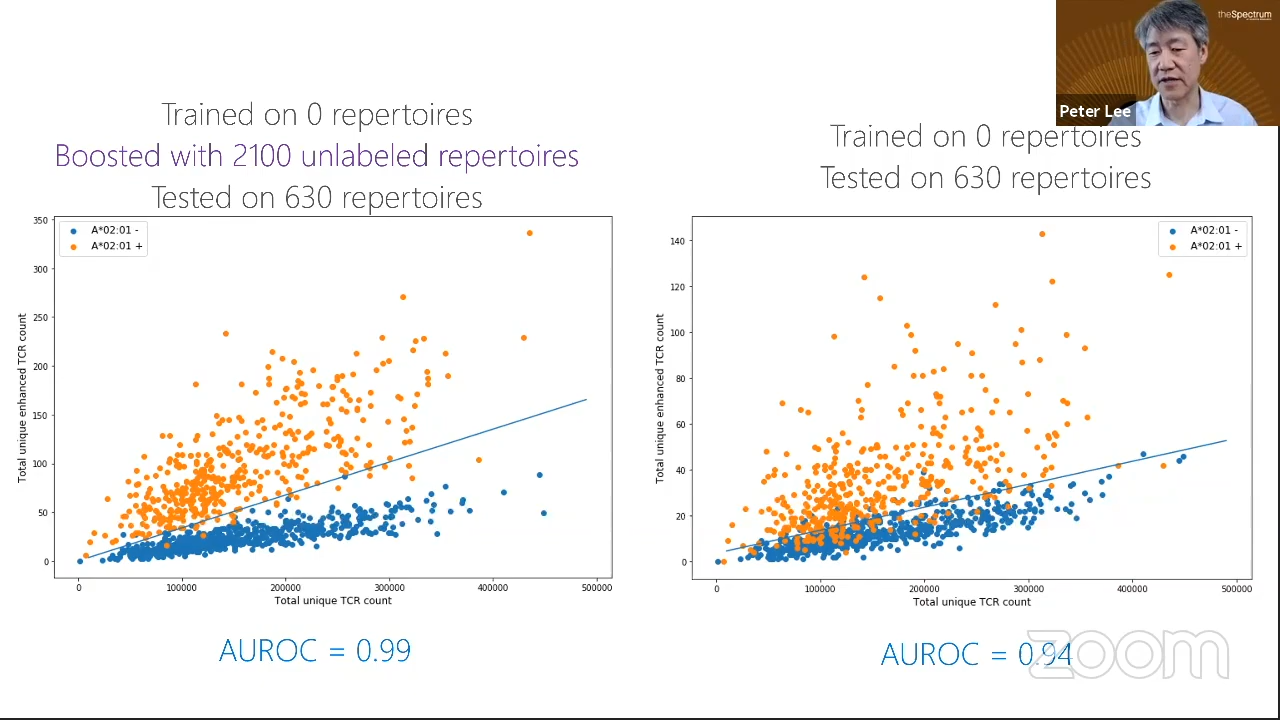 theSpectrum
Peter Lee
Trained on 0 repertoires
Boosted with 2100 unlabeled repertoires
Tested on 630 repertoires
A*02:01 -
A*02:01 +
350
300
250
200
150
100
50
0
Total unique enhanced TCR count
0
100000
200000
300000
400000
500000
Total unique TCR count
AUROC = 0.99
Trained on 0 repertoires
Tested on 630 repertoires
A*02:01 -
A*02:01 +
140
120
100
80
60
40
20
0
Total unique enhanced TCR count
0
100000
200000
300000
400000
500000
Total unique TCR count
AUROC = 0.94
zoom